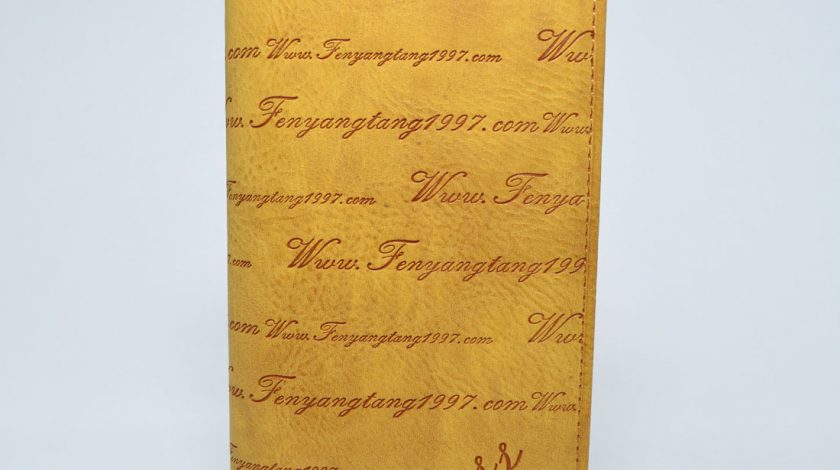 .com Www.Fenyangtang1997.com Ww
w.Fenyangtang1997.com Www
Fenyangtang1997.com Www.Fenya
.com Www.Fenyangtang199
.com Www.Fenyangtang1997.com Ww
w.Fenyangtang1997.com Www.
Fenyangtang1997